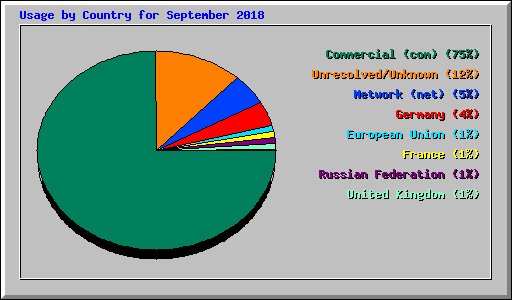 Usage by Country for September 2018
Commercial (com) (75%)
Unresolved/Unknown (12%)
Network (net) (5%)
Germany (4%)
European Union (1%)
France (1%)
Russian Federation (1%)
United Kingdom (1%)